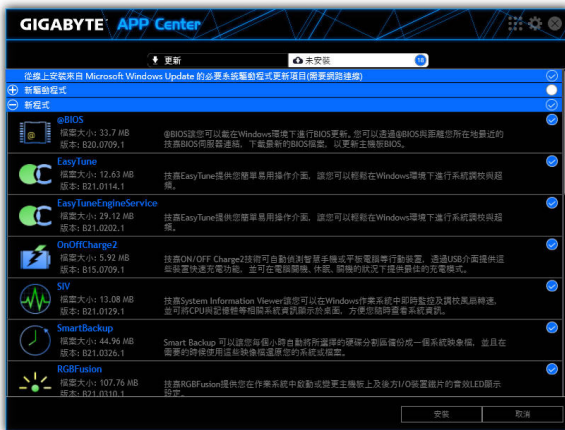 GIGABYTE APP Center
更新
未安裝 18
從線上安裝來自 Microsoft Windows Update 的必要系統驅動程式更新項目(需要網路連線)
新驅動程式
新程式
@BIOS
檔案大小: 33.7 MB
版本: B20.0709.1
@BIOS讓您可以載在Windows環境下進行BIOS更新。您可以通過@BIOS與距離您所在地最近的
技嘉BIOS伺服器連結，下載最新的BIOS檔案，以更新主機板BIOS。
EasyTune
檔案大小: 12.63 MB
版本: B21.0114.1
技嘉EasyTune提供您簡單易用操作介面，讓您可以輕鬆在Windows環境下進行系統調校與超
頻。
EasyTuneEngineService
檔案大小: 29.12 MB
版本: B21.0202.1
技嘉EasyTune提供您簡單易用操作介面，讓您可以輕鬆在Windows環境下進行系統調校與超
頻。
OnOffCharge2
檔案大小: 5.92 MB
版本: B15.0709.1
技嘉ON/OFF Charge2技術可自動偵測智慧手機或平板電腦等行動裝置，透過USB介面提供這
些裝置快速充電功能，並可在電腦開機、休眠、關機的狀況下提供最佳的充電模式。
SIV
檔案大小: 13.08 MB
版本: B21.0129.1
技嘉System Information Viewer讓您可以在Windows作業系統中即時監控及調校風扇轉速，
並可將CPU與記憶體等相關系統資訊顯示於桌面，方便您隨時查看系統資訊。
SmartBackup
檔案大小: 44.96 MB
版本: B21.0326.1
Smart Backup 可以讓您每個小時自動將所選擇的硬碟分割區備份成一個系統映象檔，並且在
需要的時候使用這些映像檔還原您的系統或檔案。
RGBFusion
檔案大小: 107.76 MB
版本: B21.0310.1
技嘉RGBFusion提供您在作業系統中啟動或變更主機板上及後方I/O裝置鐵片的音效LED顯示
設定。
安裝
取消